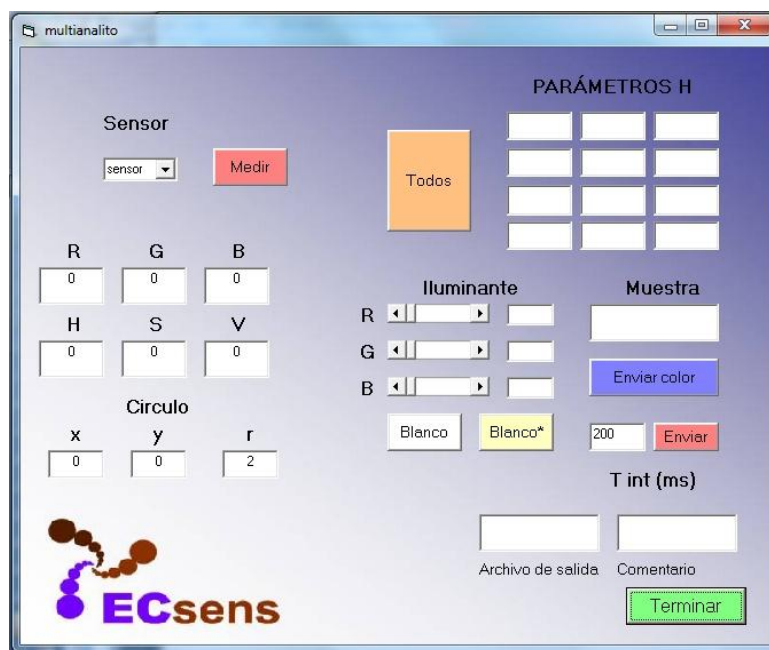 multianalito
PARÁMETROS H
Sensor
sensor
Medir
Todos
R G B
0 0 0
H S V
0 0 0
Circulo
x y r
0 0 2
Iluminante
R
G
B
Blanco
Blanco*
Muestra
Enviar color
200
Enviar
T int (ms)
Archivo de salida
Comentario
Terminar
ECsens